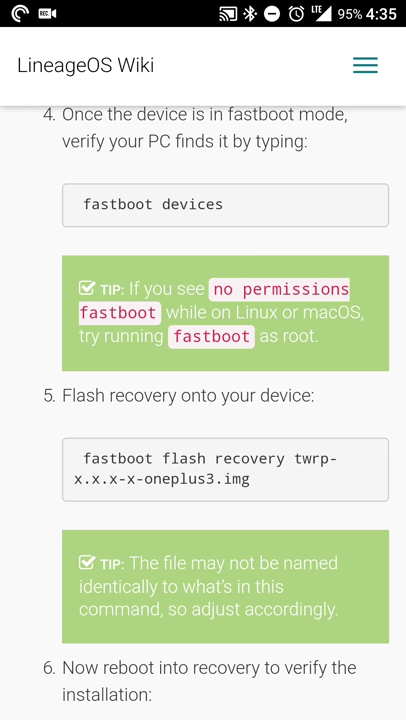 REC
LTE
95% 4:35
LineageOS Wiki
4. Once the device is in fastboot mode,
verify your PC finds it by typing:
fastboot devices
TIP: If you see no permissions
fastboot while on Linux or macOS,
try running fastboot as root.
5. Flash recovery onto your device:
fastboot flash recovery twrp-
x.x.x-x-oneplus3.img
TIP: The file may not be named
identically to what's in this
command, so adjust accordingly.
6. Now reboot into recovery to verify the
installation: